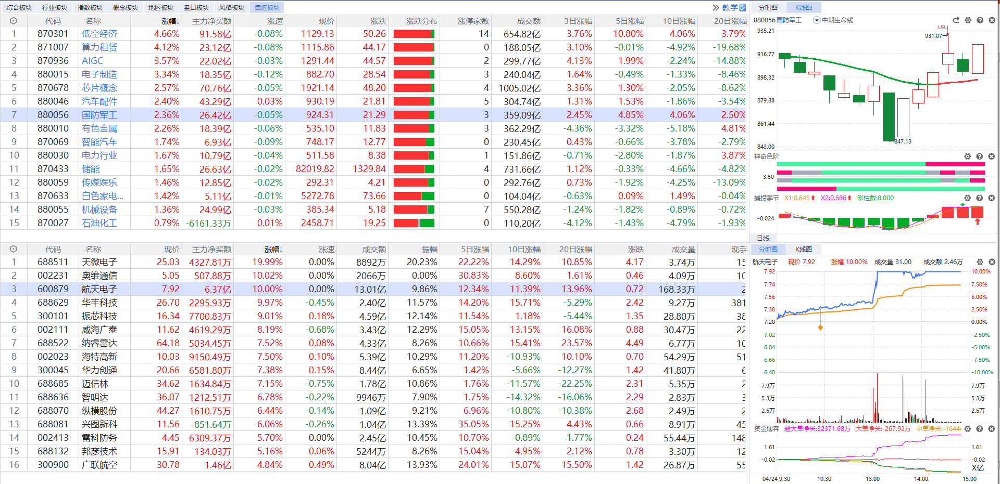 综合板块 行业板块 指数板块 概念板块 地区板块 盘口板块 风格板块 自选板块 教学
代码 名称 涨幅↓ 主力净买额 涨速 现价 涨跌 涨跌分布 涨停家数 成交额 3日涨幅 5日涨幅 10日涨幅 20日涨幅
1 870301 低空经济 4.66% 91.58亿 -0.08% 1129.13 50.26 14 654.82亿 3.76% 10.80% 4.06% 3.79%
2 871007 算力租赁 4.12% 23.12亿 -0.08% 1115.86 44.17 0 188.05亿 3.10% -0.01% -4.92% -19.68%
3 870936 AIGC 3.57% 22.02亿 -0.03% 1291.44 44.57 2 299.77亿 4.13% 1.99% -2.24% -14.88%
4 880015 电子制造 3.34% 18.35亿 -0.12% 882.70 28.54 3 240.04亿 1.64% -0.49% -1.33% -8.46%
5 870678 芯片概念 2.57% 70.76亿 -0.05% 1921.14 48.20 4 1005.02亿 3.36% 1.30% -2.05% -8.62%
6 880046 汽车配件 2.40% 43.29亿 0.03% 930.19 21.81 5 304.74亿 1.31% 1.53% -1.86% -3.54%
7 880056 国防军工 2.36% 26.42亿 -0.05% 924.31 21.29 3 359.09亿 2.45% 4.85% 4.06% 2.50%
8 880010 有色金属 2.26% 18.39亿 -0.06% 535.10 11.83 3 362.29亿 -4.36% -3.32% -5.18% 4.81%
9 870069 智能汽车 1.74% 6.93亿 -0.09% 748.17 12.77 0 230.45亿 0.43% -0.66% -3.78% -2.79%
10 880030 电力行业 1.67% 10.79亿 -0.04% 511.58 8.38 1 151.86亿 -0.71% -2.80% -1.87% 3.87%
11 870433 储能 1.65% 26.63亿 -0.02% 82019.82 1329.84 4 731.66亿 1.12% -0.33% -4.66% -4.82%
12 880059 传媒娱乐 1.46% 12.85亿 -0.02% 292.31 4.21 0 292.76亿 0.73% -1.92% -4.25% -13.09%
13 870633 白色家电... 1.42% 5.11亿 -0.01% 5272.78 73.66 0 104.04亿 -0.63% 0.09% 1.49% -0.04%
14 880055 机械设备 1.36% 24.99亿 -0.03% 385.34 5.18 7 550.28亿 -1.24% -1.82% -0.89% -0.72%
15 870027 石油化工 0.79% -6161.33万 0.01% 2458.71 19.25 0 110.20亿 -4.12% -1.43% -4.79% -1.93%
代码 名称 现价 主力净买额 涨幅↓ 涨速 成交额 振幅 5日涨幅 10日涨幅 20日涨幅 涨跌 成交量 现手
1 688511 天微电子 25.03 4327.81万 19.99% 0.00% 8892万 20.23% 22.22% 14.29% 10.85% 4.17 3.74万 15
2 002231 奥维通信 5.05 507.88万 10.02% 0.00% 2066万 0.00% 30.83% 8.60% 1.61% 0.46 4.09万 10
3 600879 航天电子 7.92 6.37亿 10.00% 0.00% 13.01亿 9.86% 12.34% 11.39% 13.96% 0.72 168.33万 2
4 688629 华丰科技 26.70 2295.93万 9.97% -0.45% 2.40亿 11.57% 14.20% 15.71% -5.29% 2.42 9.27万 381
5 300101 振芯科技 16.34 7700.83万 9.01% 0.18% 4.59亿 12.14% 11.54% 1.18% -5.44% 1.35 28.80万 38
6 002111 威海广泰 11.62 4619.29万 8.19% -0.68% 3.43亿 12.29% 15.05% 13.15% 16.08% 0.88 30.47万 22
7 688522 纳睿雷达 64.18 5034.45万 7.52% 0.08% 4.33亿 8.26% 10.66% 15.41% 23.57% 4.49 6.77万 10
8 002023 海特高新 10.03 9150.49万 7.50% 0.10% 5.39亿 10.29% 11.20% -10.93% 10.10% 0.70 54.29万 51
9 300045 华力创通 20.66 6581.80万 7.38% 0.15% 8.44亿 6.65% 1.42% -5.66% -12.27% 1.42 41.80万 6
10 688685 迈信林 34.62 1634.84万 7.15% -0.75% 1.78亿 10.86% 1.76% -11.57% -22.25% 2.31 5.35万 2
11 688636 智明达 36.07 1212.51万 6.78% -0.22% 9946万 7.90% 1.75% -14.32% -16.06% 2.29 2.83万 3
12 688070 纵横股份 44.27 1610.75万 6.44% -0.14% 1.09亿 9.21% 6.96% -10.80% -10.38% 2.68 2.49万 2
13 688081 兴图新科 11.56 -851.64万 6.06% -0.26% 1.04亿 13.39% 35.05% 15.25% 4.43% 0.66 8.91万 45
14 002413 雷科防务 4.45 6309.37万 5.70% 0.00% 2.45亿 10.45% 10.70% -0.89% -1.77% 0.24 55.44万 148
15 688132 邦彦技术 15.91 134.03万 5.16% 0.06% 5244万 8.26% 15.04% 4.95% 2.12% 0.78 3.30万 12
16 300900 广联航空 30.78 1.46亿 4.84% 0.49% 8.04亿 13.93% 24.01% 15.07% 15.50% 1.42 26.87万 55
分时图 K线图
880056 国防军工 中期生命线
935.21
931.07
916.77
898.32
879.88
861.44
847.13
843.00
神奇色阶
3.50
捕捞季节 X1:0.645 X2:0.666 彩柱数:0.000
-0.024
日线
分时图 K线图
航天电子 现价 7.92 涨幅 10.00% 成交量 31.00 成交额 2.46万
7.92 10.00%
7.74 7.50%
7.56 5.00%
7.38 2.50%
7.20 0.00%
7.02 -2.50%
6.84 -5.00%
6.66 -7.50%
6.48 -10.00%
7.9万 7.9万
5.3万 5.3万
2.6万 2.6万
资金博弈 超大单净买:32371.68万 大单净买:-267.92万 中单净买:-1644
1.61 1.61
-0.02 -0.02
X亿
04/24 9:30 10:30 13:00 14:00 15:00